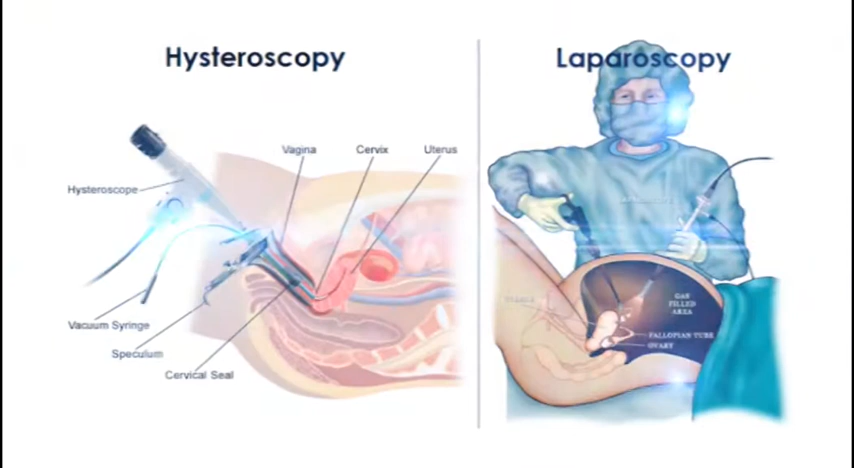 Hysteroscopy
Laparoscopy
Vagina
Cervix
Uterus
Hysteroscope
Vacuum Syringe
Speculum
Cervical Seal
GAS
FILLED
AREA
FALLOPIAN TUBE
OVARY